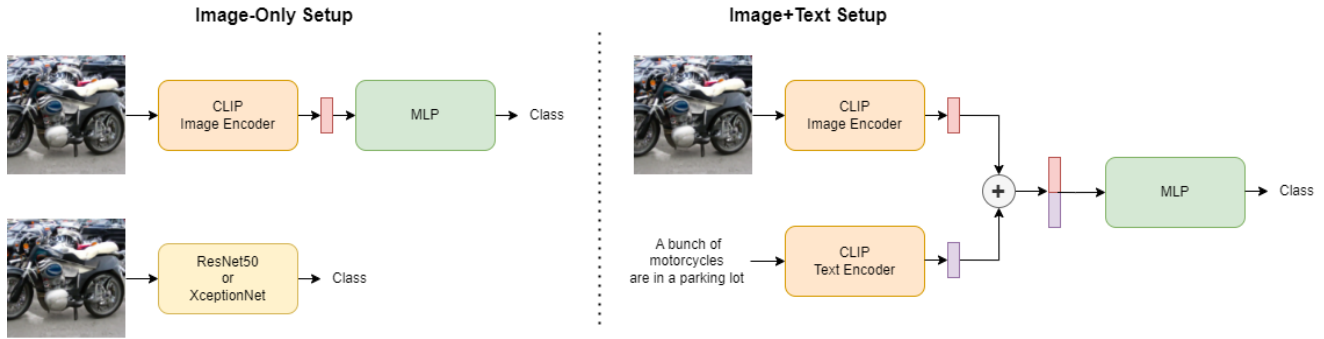 Image-Only Setup
CLIP
Image Encoder
MLP
Class
ResNet50
or
XceptionNet
Class
Image+Text Setup
CLIP
Image Encoder
A bunch of
motorcycles
are in a parking lot
CLIP
Text Encoder
+
MLP
Class